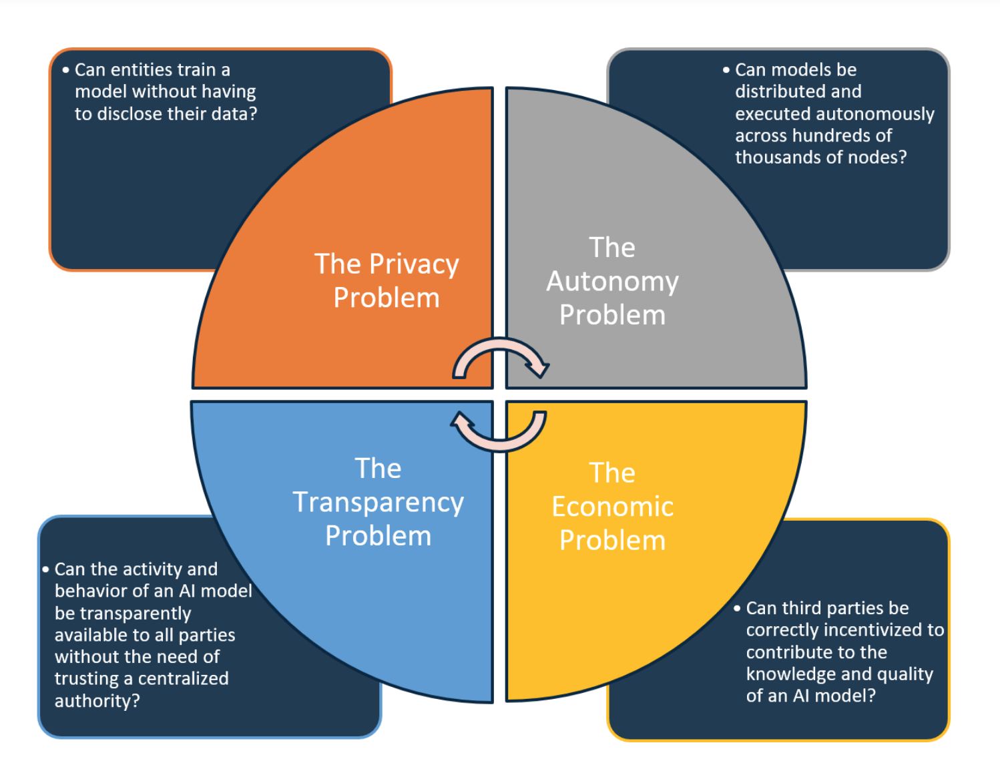 • Can entities train a
model without having
to disclose their data?
• Can models be
distributed and
executed autonomously
across hundreds of
thousands of nodes?
The Privacy
Problem
The
Autonomy
Problem
The
Transparency
Problem
The
Economic
Problem
• Can the activity and
behavior of an AI model
be transparently
available to all parties
without the need of
trusting a centralized
authority?
• Can third parties be
correctly incentivized to
contribute to the
knowledge and quality
of an AI model?